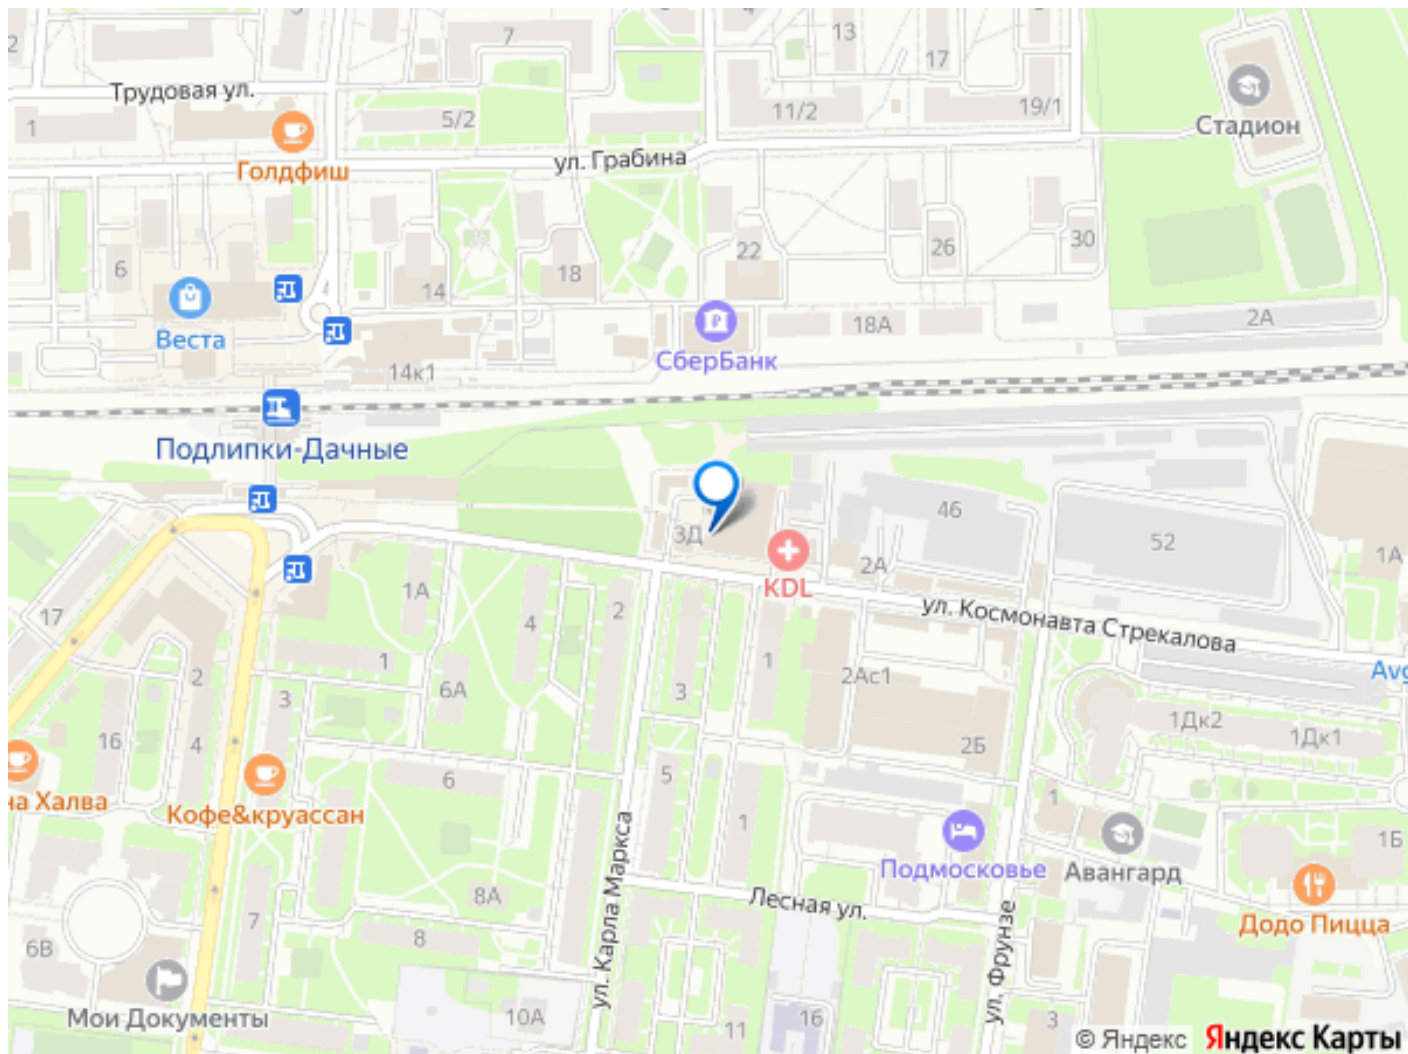 2
7
13
17
Трудовая ул.
1
5/2
11/2
19/1
Стадион
Голдфиш
ул. Грабина
6
14
18
22
26
30
Веста
14к1
СберБанк
18А
2А
Подлипки-Дачные
3Д
46
52
1А
KDL
2А
ул. Космонавта Стрекалова
17
1А
4
2
1
6А
2
3
3
1
2Ас1
Avg
1Дк2
1Дк1
16
4
2Б
на Халва
Кофе&круассан
6
5
1
ул. Карла Маркса
Подмосковье
1
Авангард
1Б
Додо Пицца
8А
Лесная ул.
7
8
6В
ул. Фрунзе
Мои Документы
10А
11
16
3
© Яндекс Яндекс Карты